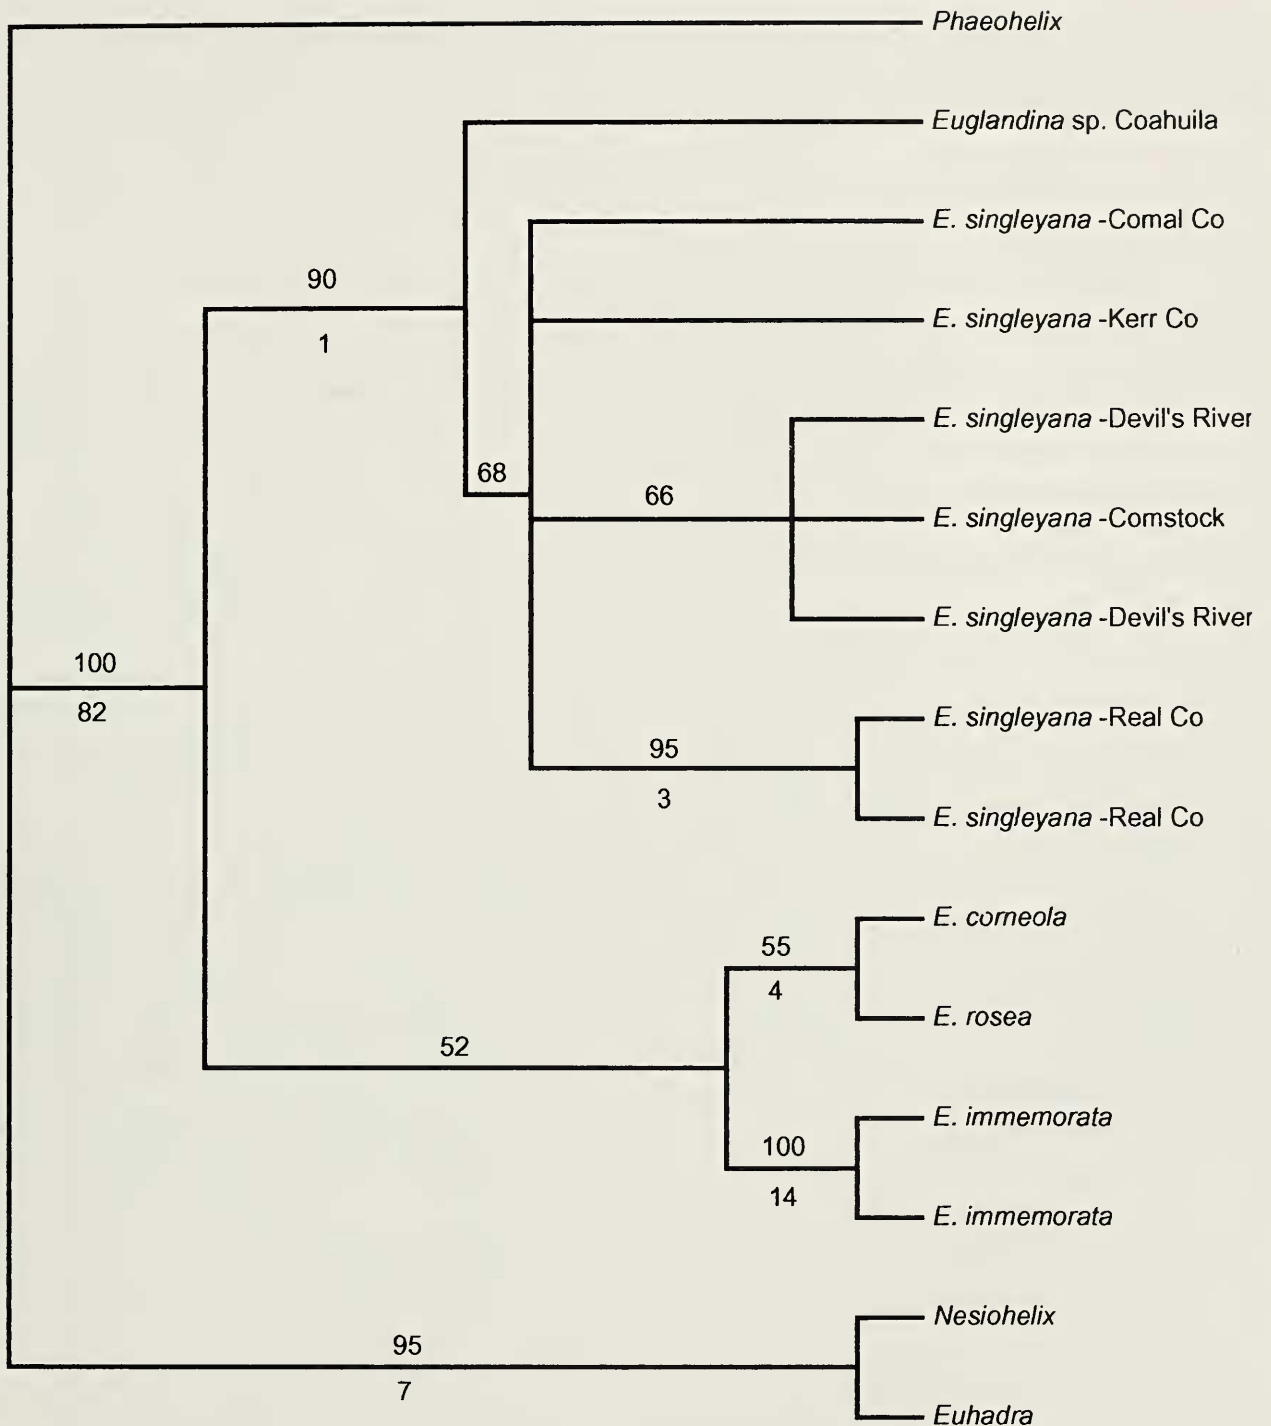 Phaeohelix
Euglandina sp. Coahuila
E. singleyana -Comal Co
90
1
E. singleyana -Kerr Co
E. singleyana -Devil's River
68
66
E. singleyana -Comstock
E. singleyana -Devil's River
100
82
E. singleyana -Real Co
95
3
E. singleyana -Real Co
E. corneola
55
4
E. rosea
52
E. immemorata
100
14
E. immemorata
Nesiohelix
95
7
Euhadra